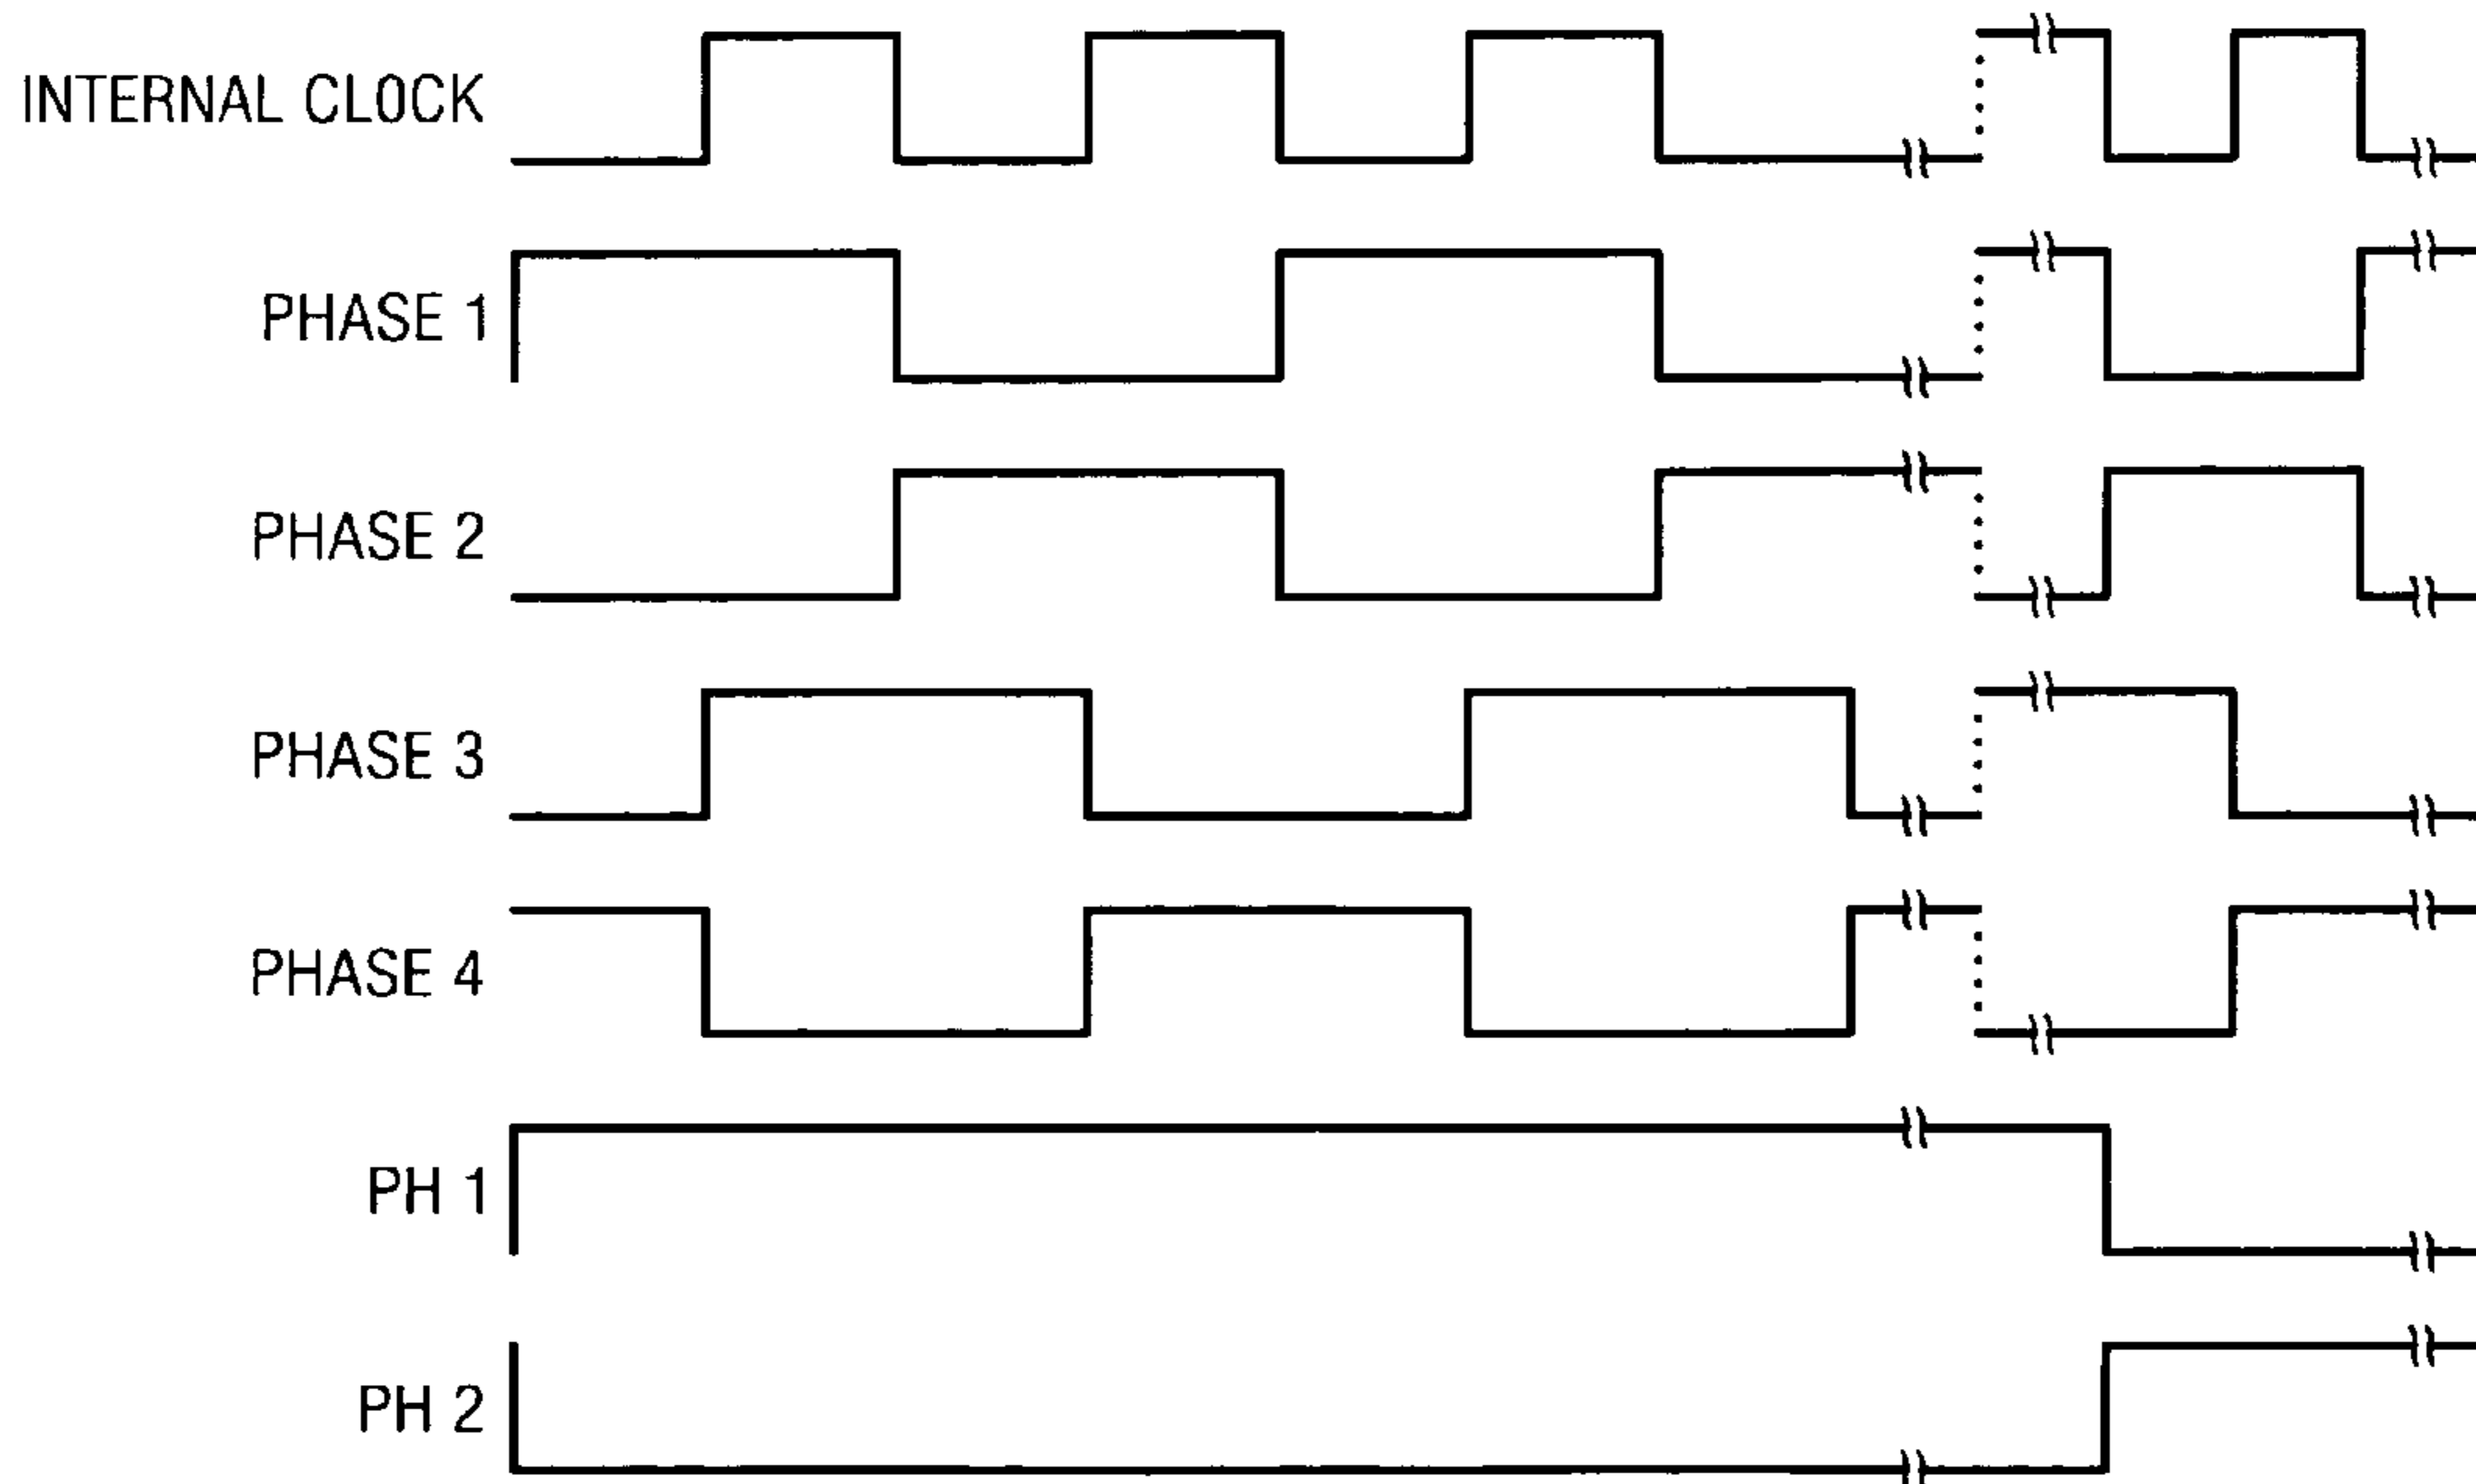 INTERNAL CLOCK
PHASE 1
PHASE 2
PHASE 3
PHASE 4
PH 1
PH 2